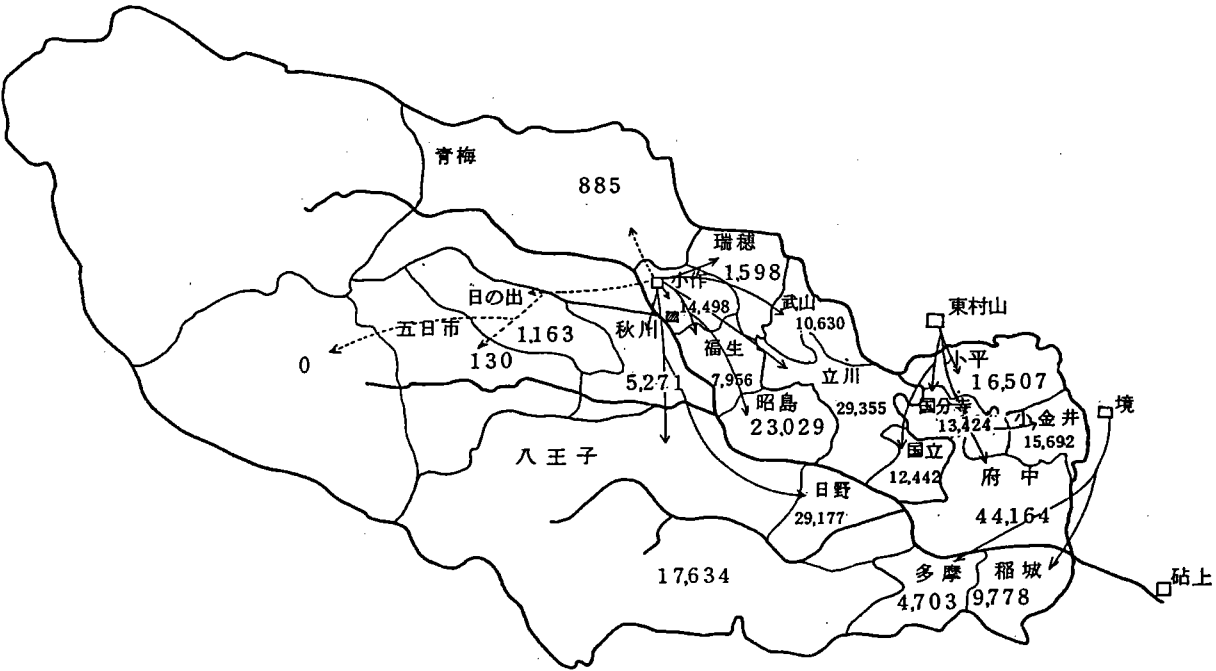 青梅
885
瑞穂
1,598
小作
14,498
武山
10,630
東村山
日の出
五日市
1,163
130
0
秋川
5,271
福生
7,956
立川
29,355
昭島
23,029
小平
16,507
国分寺
13,424
小金井
15,692
境
国立
12,442
府中
44,164
八王子
17,634
日野
29,177
多摩
4,703
稲城
9,778
砧上